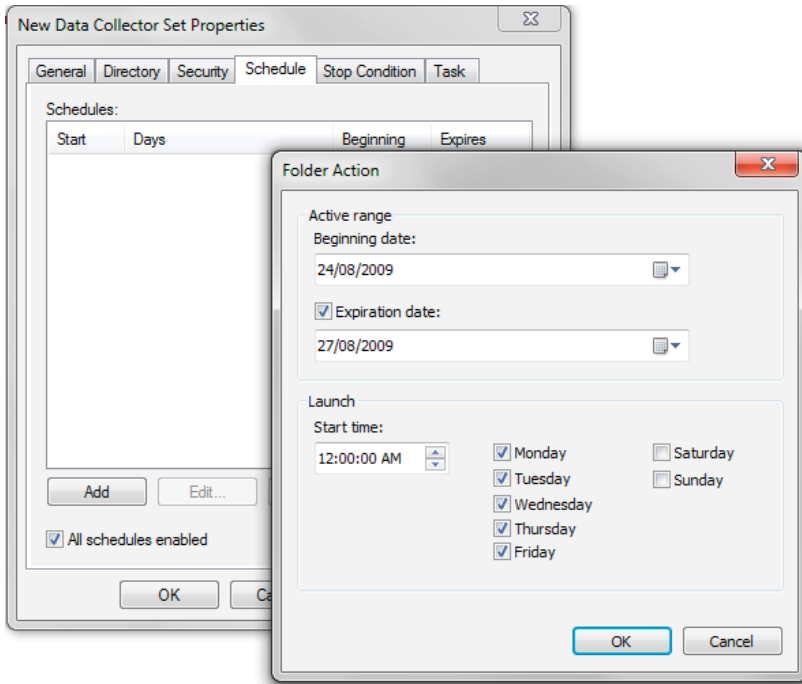 New Data Collector Set Properties
General Directory Security Schedule Stop Condition Task
Schedules:
Start Days Beginning Expires
Add Edit...
All schedules enabled
OK
Folder Action
Active range
Beginning date:
24/08/2009
Expiration date:
27/08/2009
Launch
Start time:
12:00:00 AM
Monday
Tuesday
Wednesday
Thursday
Friday
Saturday
Sunday
OK Cancel